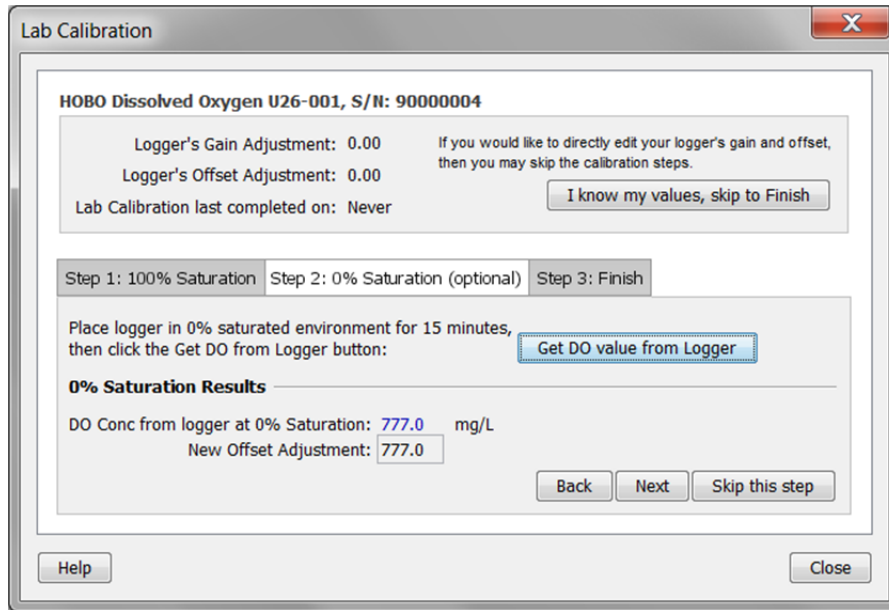 Lab Calibration
X
HOBO Dissolved Oxygen U26-001, S/N: 90000004
Logger's Gain Adjustment: 0.00
Logger's Offset Adjustment: 0.00
Lab Calibration last completed on: Never
If you would like to directly edit your logger's gain and offset,
then you may skip the calibration steps.
I know my values, skip to Finish
Step 1: 100% Saturation Step 2: 0% Saturation (optional) Step 3: Finish
Place logger in 0% saturated environment for 15 minutes,
then click the Get DO from Logger button:
Get DO value from Logger
0% Saturation Results
DO Conc from logger at 0% Saturation: 777.0 mg/L
New Offset Adjustment: 777.0
Back Next Skip this step
Help Close